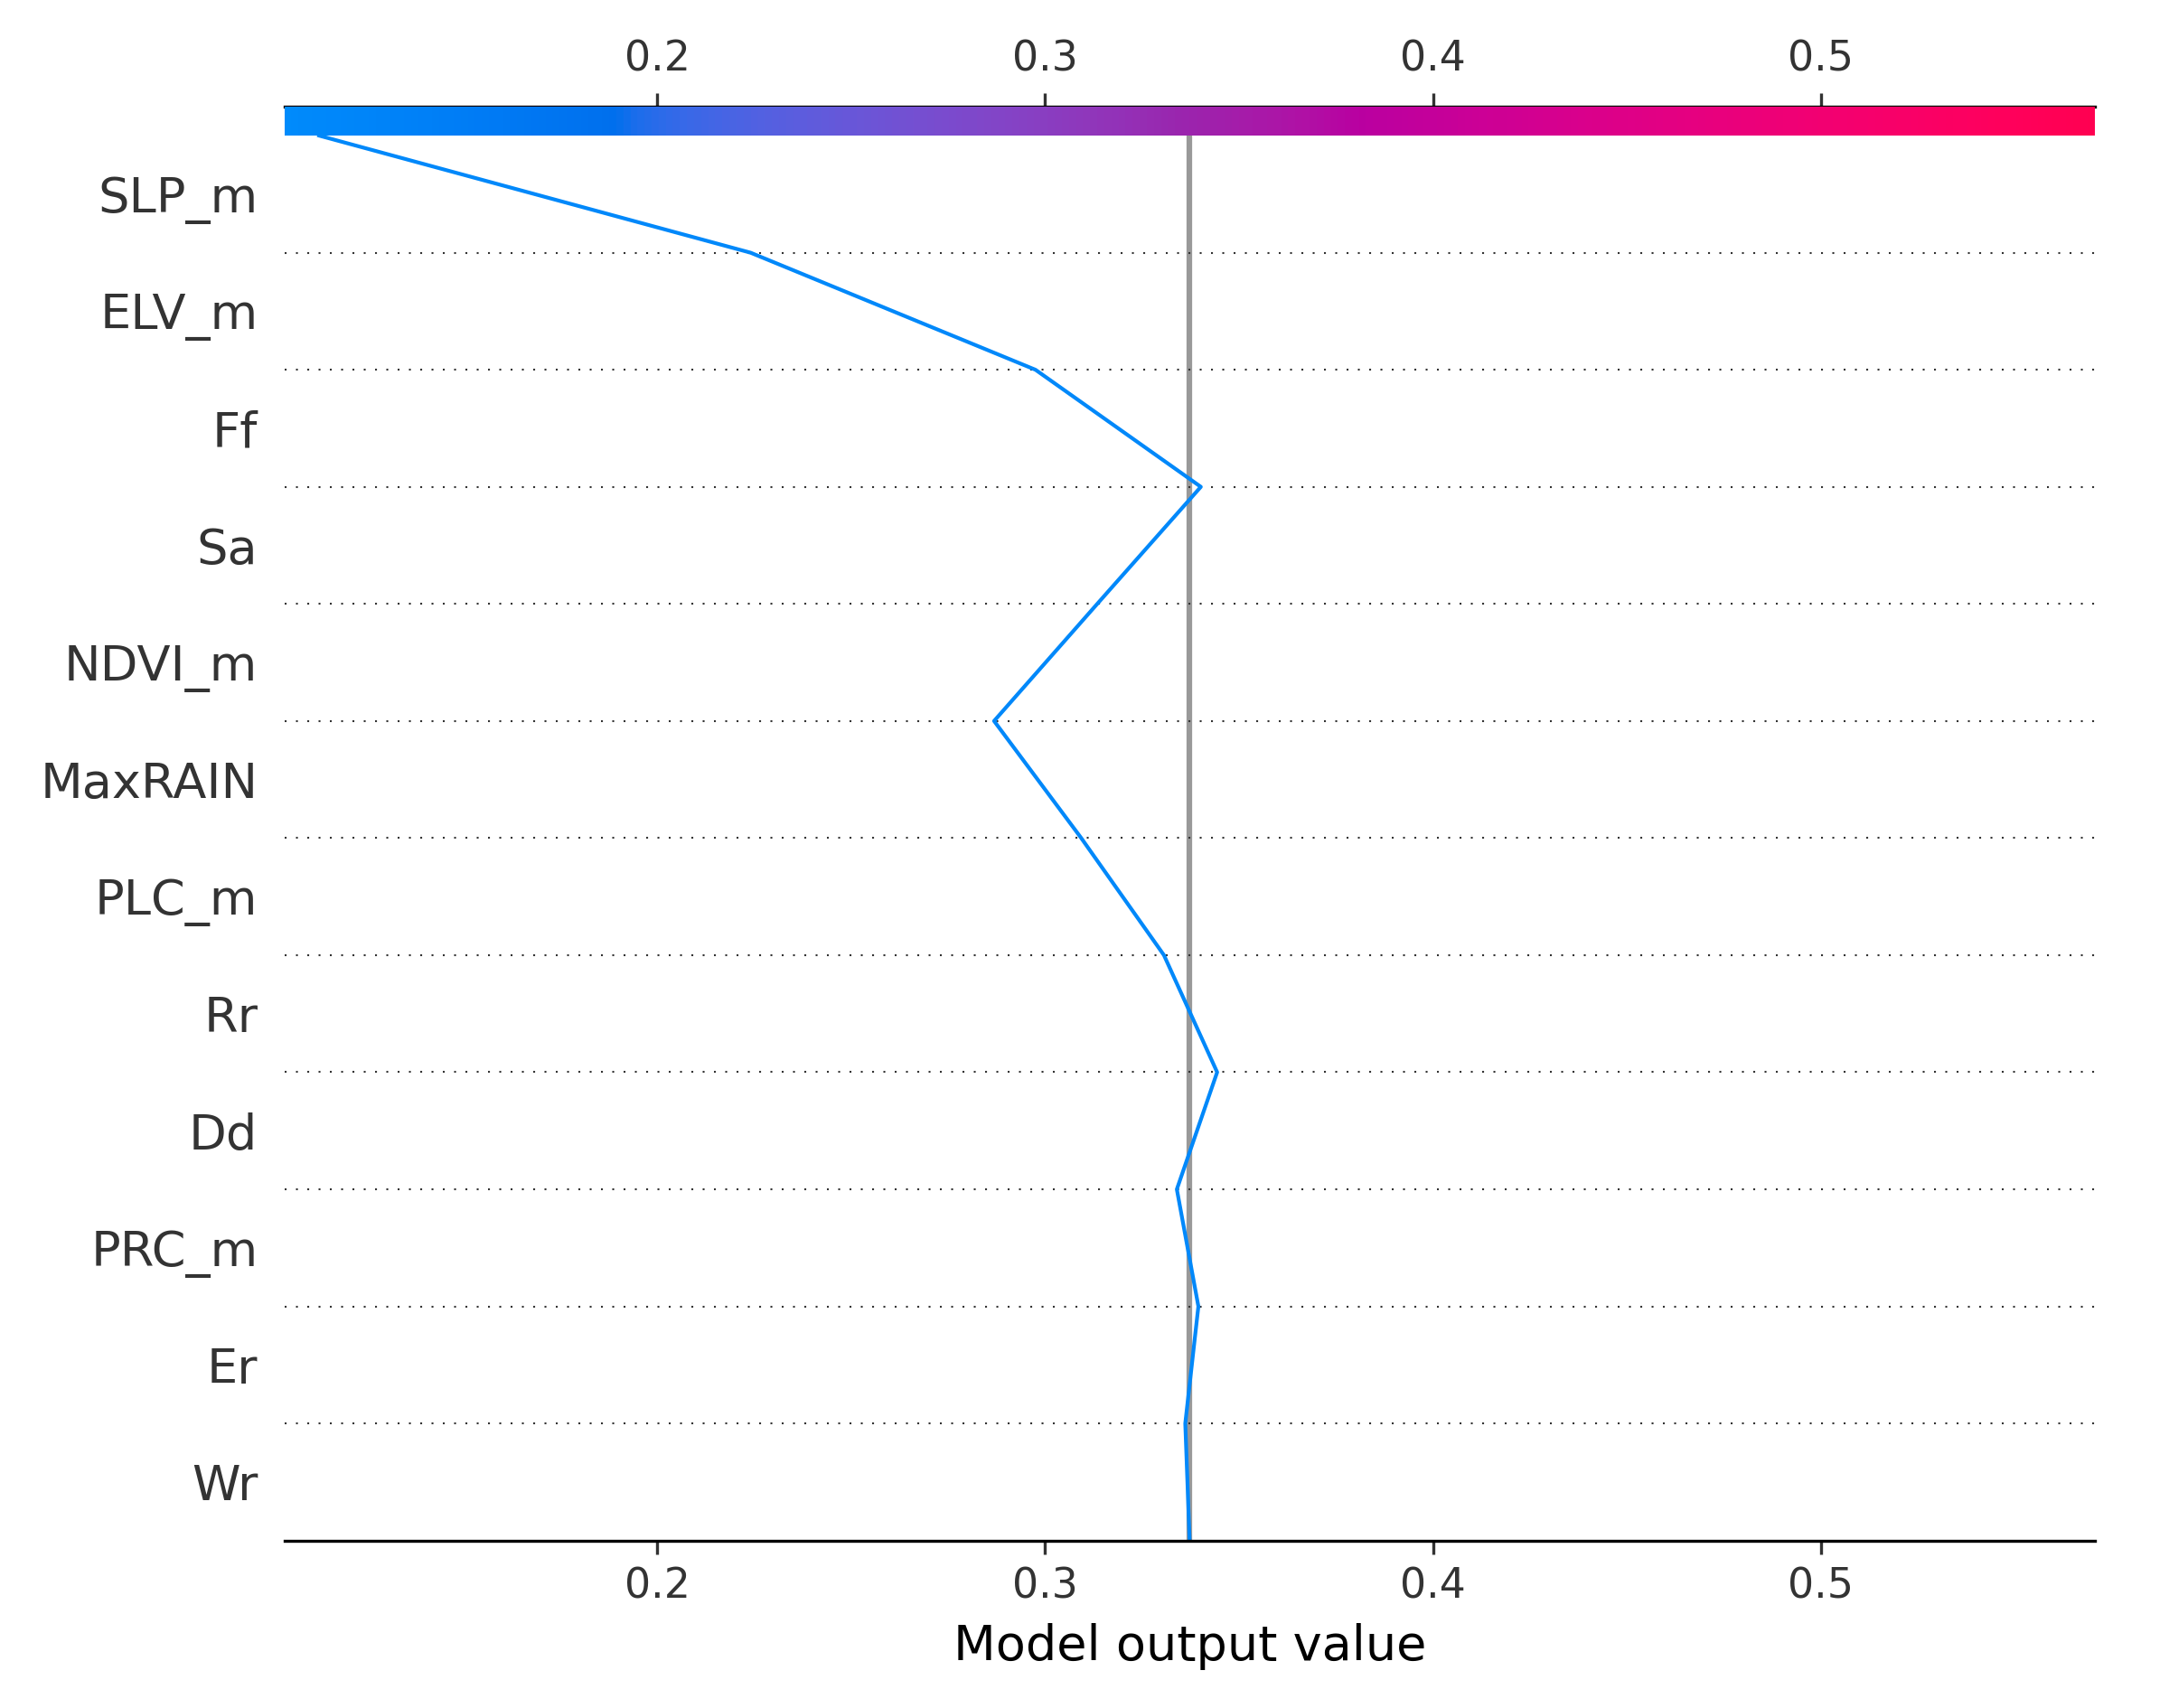 0.2 0.3 0.4 0.5
SLP_m
ELV_m
Ff
Sa
NDVI_m
MaxRAIN
PLC_m
Rr
Dd
PRC_m
Er
Wr
0.2 0.3 0.4 0.5
Model output value